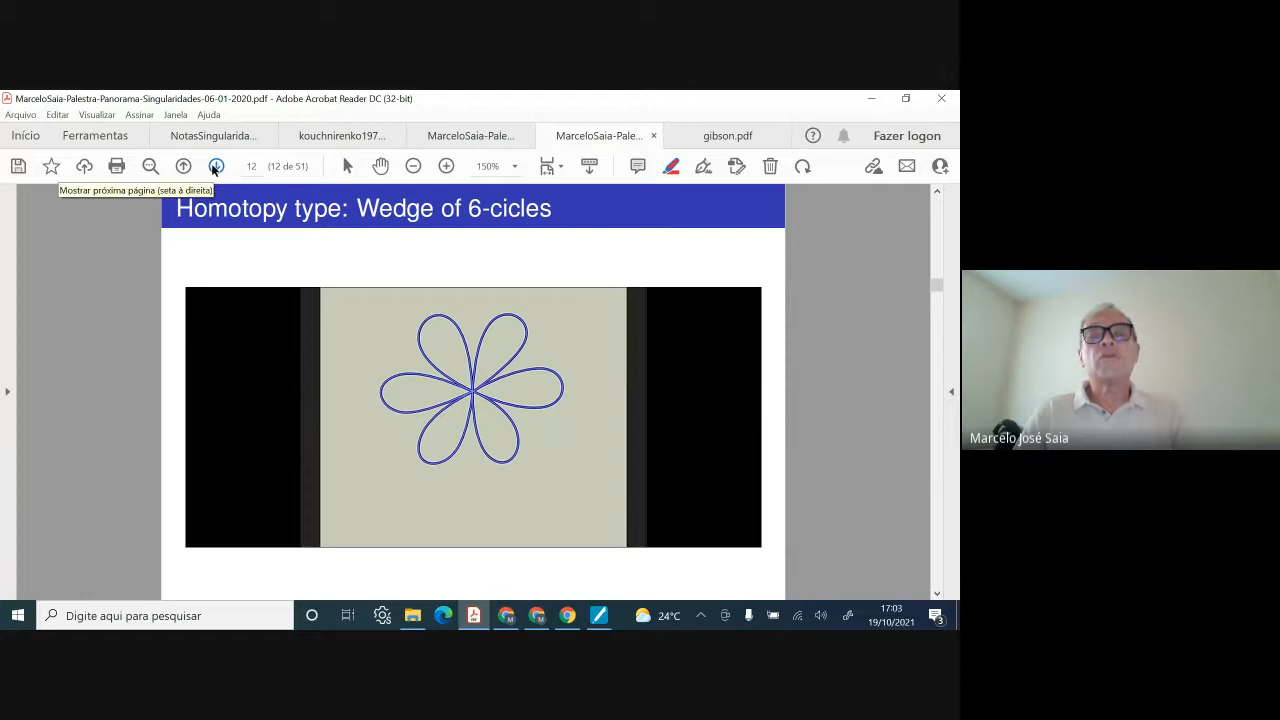 MarceloSaia-Palestra-Panorama-Singularidades-06-01-2020.pdf - Adobe Acrobat Reader DC (32-bit)
Arquivo Editar Visualizar Assinar Janela Ajuda
Início Ferramentas NotasSingularida... kouchnirenko197... MarceloSaia-Pale... MarceloSaia-Pale... × gibson.pdf Fazer logon
12 (12 de 51) 150%
Mostrar próxima página (seta à direita)
Homotopy type: Wedge of 6-cicles
Marcelo José Saia
Digite aqui para pesquisar
24°C
17:03
19/10/2021
3